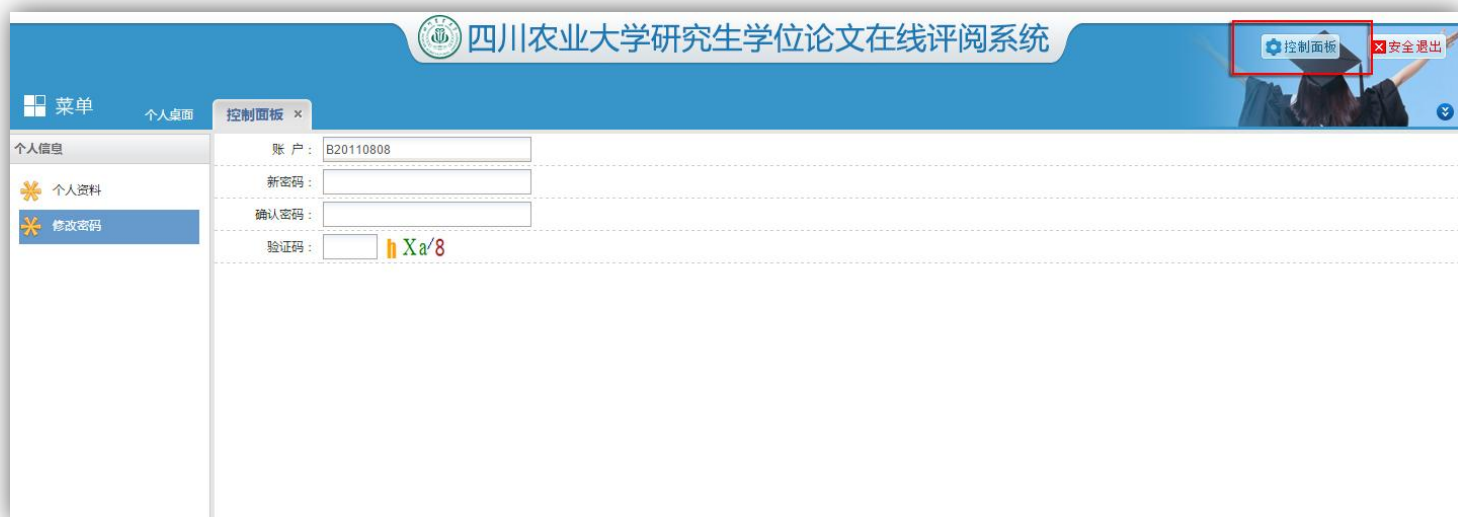 四川农业大学研究生学位论文在线评阅系统
控制面板 安全退出
菜单 个人桌面 控制面板 ×
个人信息
个人资料
修改密码
账 户： B20110808
新密码：
确认密码：
验证码： h Xa/8